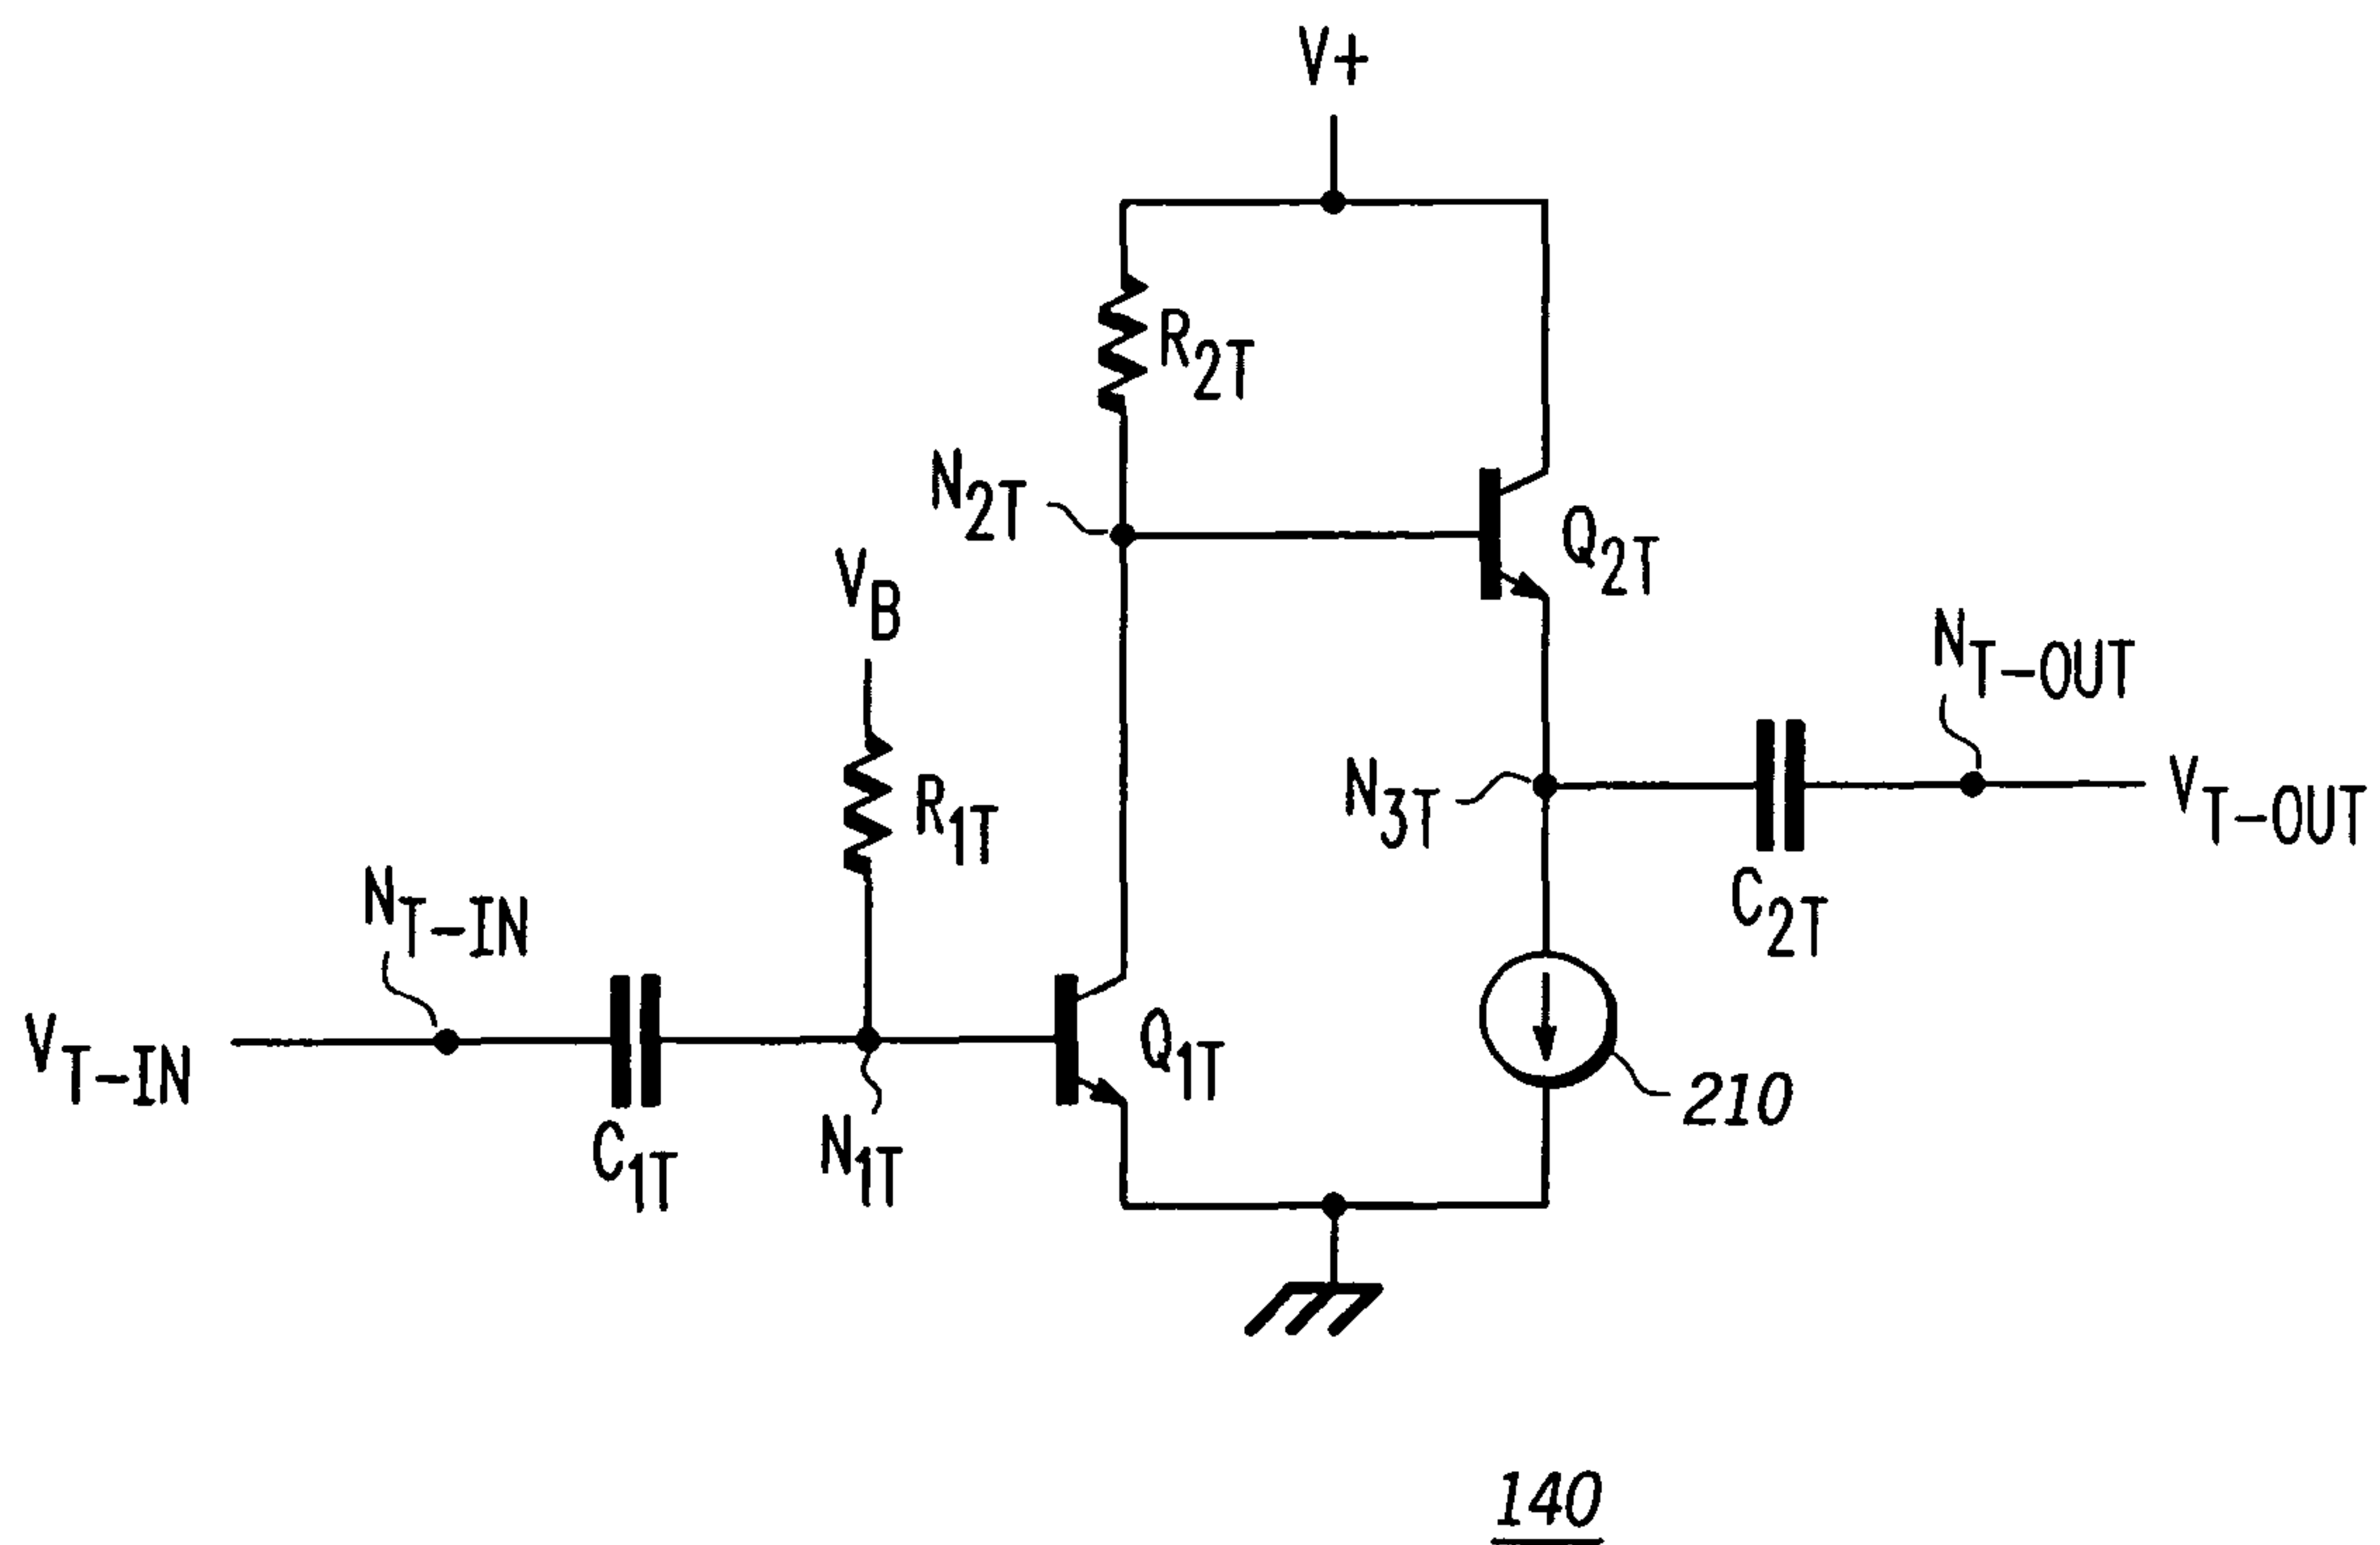 V+
R2T
N2T
Q2T
VB
NT-OUT
R1T
N3T
VT-OUT
NT-IN
C2T
Q1T
VT-IN
210
C1T
N1T
140